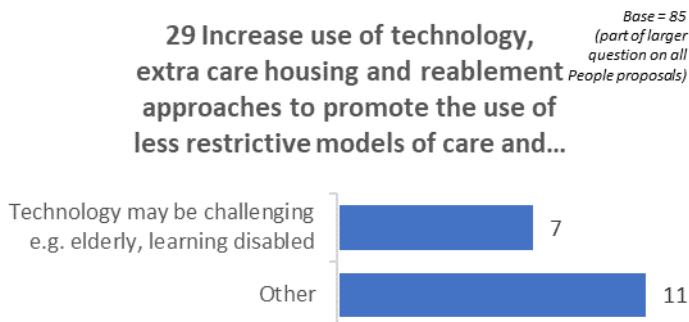 29 Increase use of technology,
extra care housing and reablement
approaches to promote the use of
less restrictive models of care and...
Base = 85
(part of larger
question on all
People proposals)
Technology may be challenging
e.g. elderly, learning disabled
7
Other
11